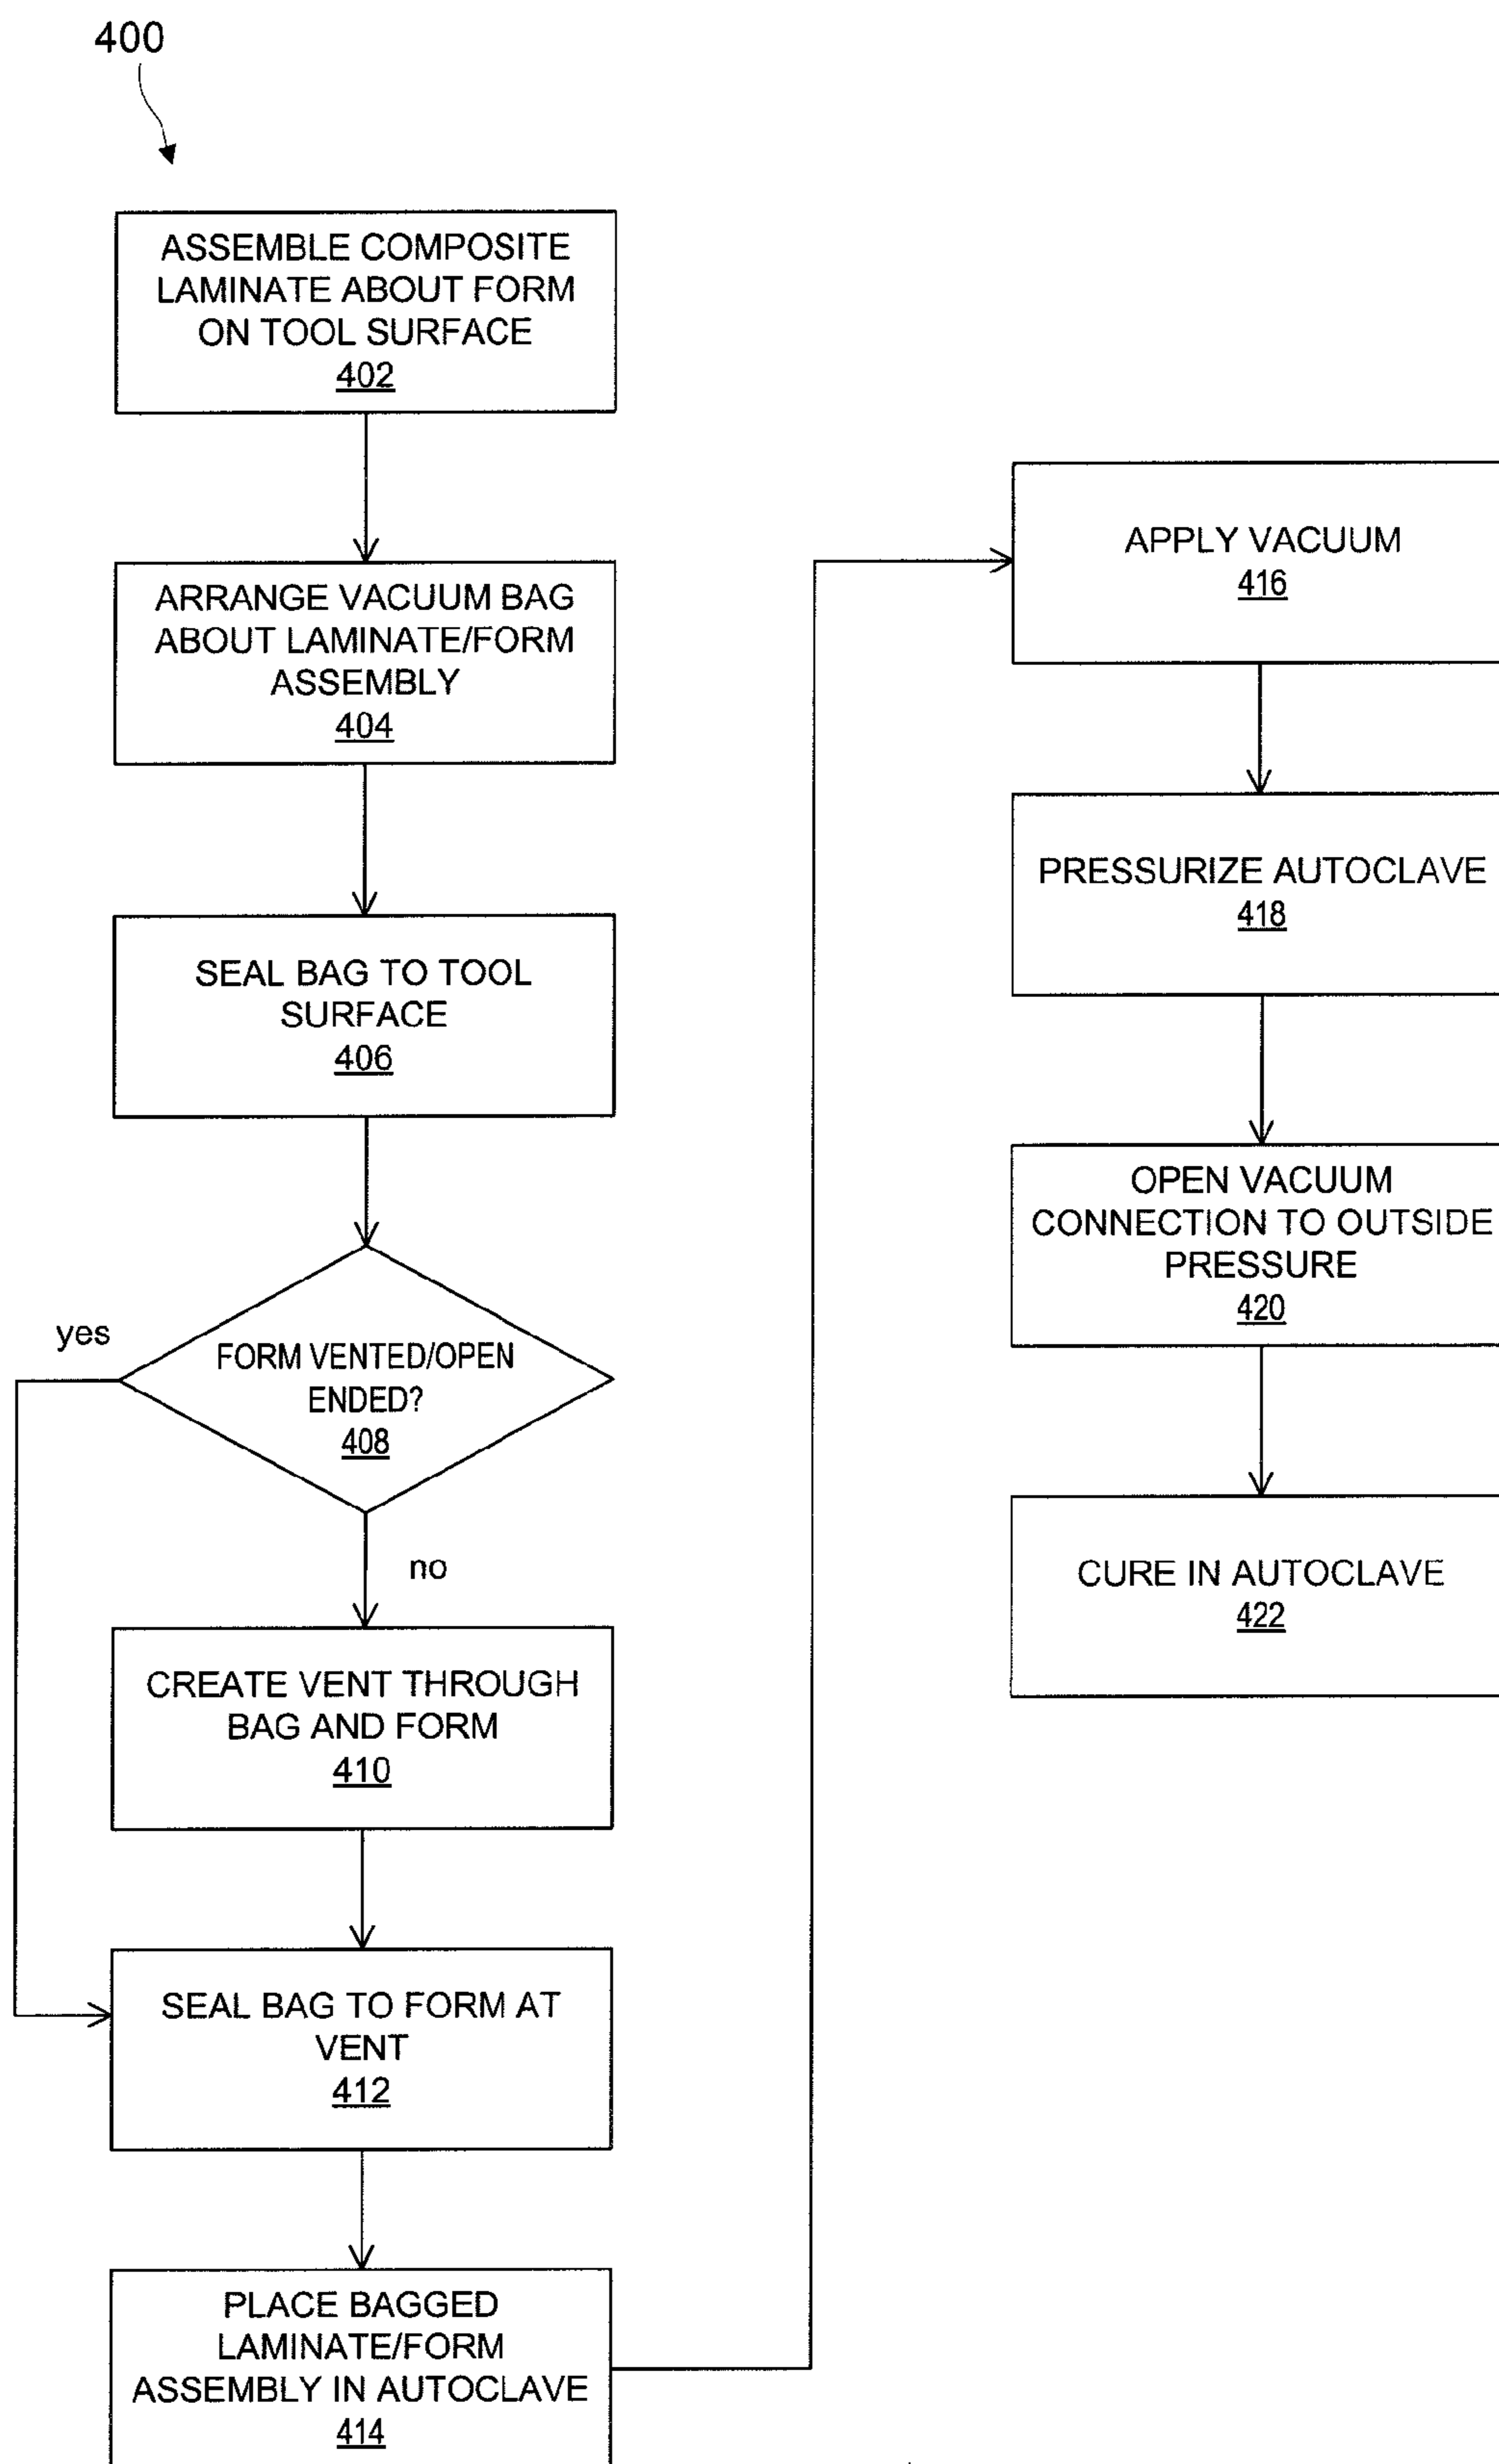 400
ASSEMBLE COMPOSITE
LAMINATE ABOUT FORM
ON TOOL SURFACE
402
ARRANGE VACUUM BAG
ABOUT LAMINATE/FORM
ASSEMBLY
404
SEAL BAG TO TOOL
SURFACE
406
yes
FORM VENTED/OPEN
ENDED?
408
no
CREATE VENT THROUGH
BAG AND FORM
410
SEAL BAG TO FORM AT
VENT
412
PLACE BAGGED
LAMINATE/FORM
ASSEMBLY IN AUTOCLAVE
414
APPLY VACUUM
416
PRESSURIZE AUTOCLAVE
418
OPEN VACUUM
CONNECTION TO OUTSIDE
PRESSURE
420
CURE IN AUTOCLAVE
422